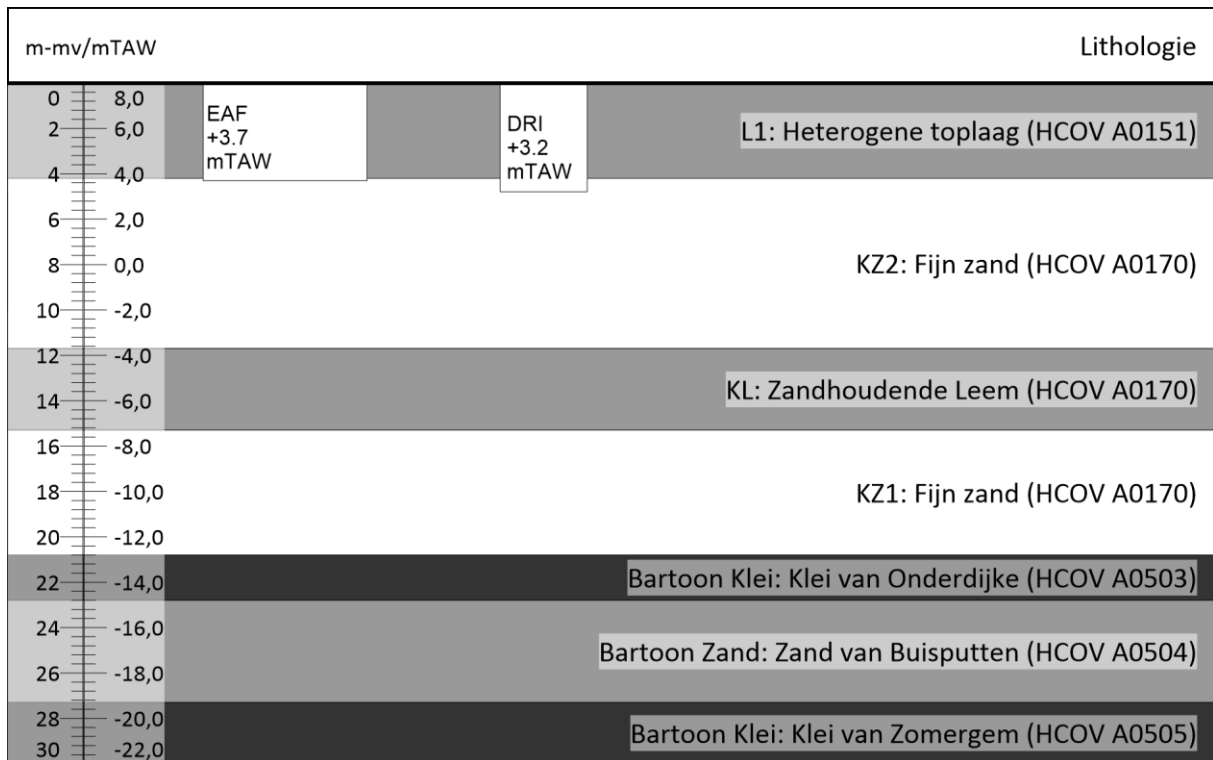 m-mv/mTAW Lithologie
0 8,0
2 6,0
4 4,0
6 2,0
8 0,0
10 -2,0
12 -4,0
14 -6,0
16 -8,0
18 -10,0
20 -12,0
22 -14,0
24 -16,0
26 -18,0
28 -20,0
30 -22,0
EAF
+3.7
mTAW
DRI
+3.2
mTAW
L1: Heterogene toplaag (HCOV A0151)
KZ2: Fijn zand (HCOV A0170)
KL: Zandhoudende Leem (HCOV A0170)
KZ1: Fijn zand (HCOV A0170)
Bartoon Klei: Klei van Onderdijke (HCOV A0503)
Bartoon Zand: Zand van Buisputten (HCOV A0504)
Bartoon Klei: Klei van Zomergem (HCOV A0505)